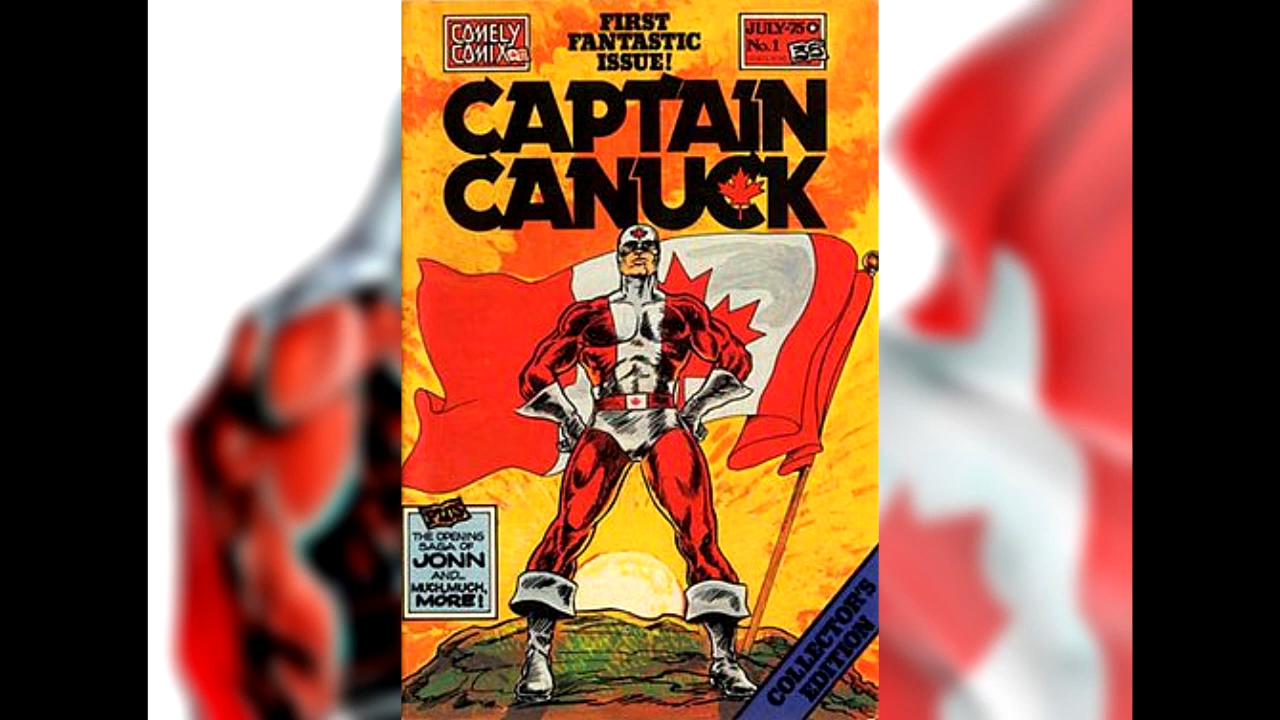 COMELY
COMIX
FIRST
FANTASTIC
ISSUE!
JULY-75
No.1
35
CAPTAIN
CANUCK
PLUS
THE OPENING
SAGA OF
JONN
AND...
MUCH, MUCH,
MORE!
COLLECTOR'S
EDITION